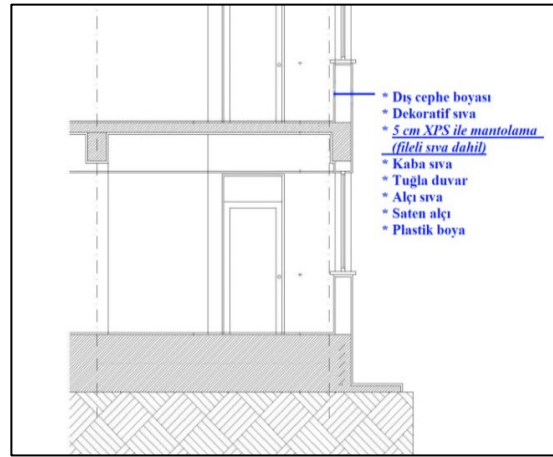 * Dış cephe boyası
* Dekoratif sıva
* 5 cm XPS ile mantolama
(fileli sıva dahil)
* Kaba sıva
* Tuğla duvar
* Alçı sıva
* Saten alçı
* Plastik boya